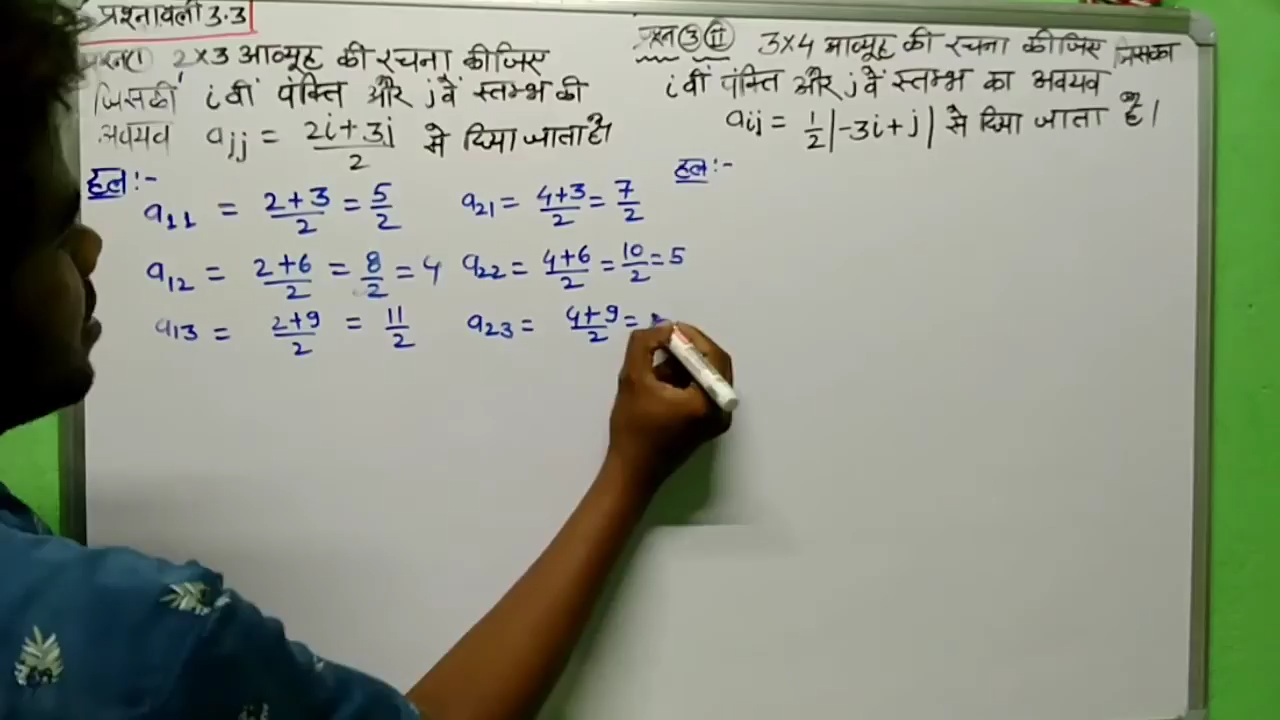 प्रश्नावली 3.3
प्रश्न① 2×3 आव्यूह की रचना कीजिए
जिसकी i वीं पंक्ति और j वें स्तम्भ की
अवयव aij = 2i+3j/2 से दिया जाता है।
हल:-
a11 = 2+3/2 = 5/2
a12 = 2+6/2 = 8/2 = 4
a13 = 2+9/2 = 11/2
a21 = 4+3/2 = 7/2
a22 = 4+6/2 = 10/2 = 5
a23 = 4+9/2 =
प्रश्न ③ ⅱ 3×4 आव्यूह की रचना कीजिए जिसका
i वीं पंक्ति और j वें स्तम्भ का अवयव
aij = 1/2|-3i+j| से दिया जाता है।
हल:-